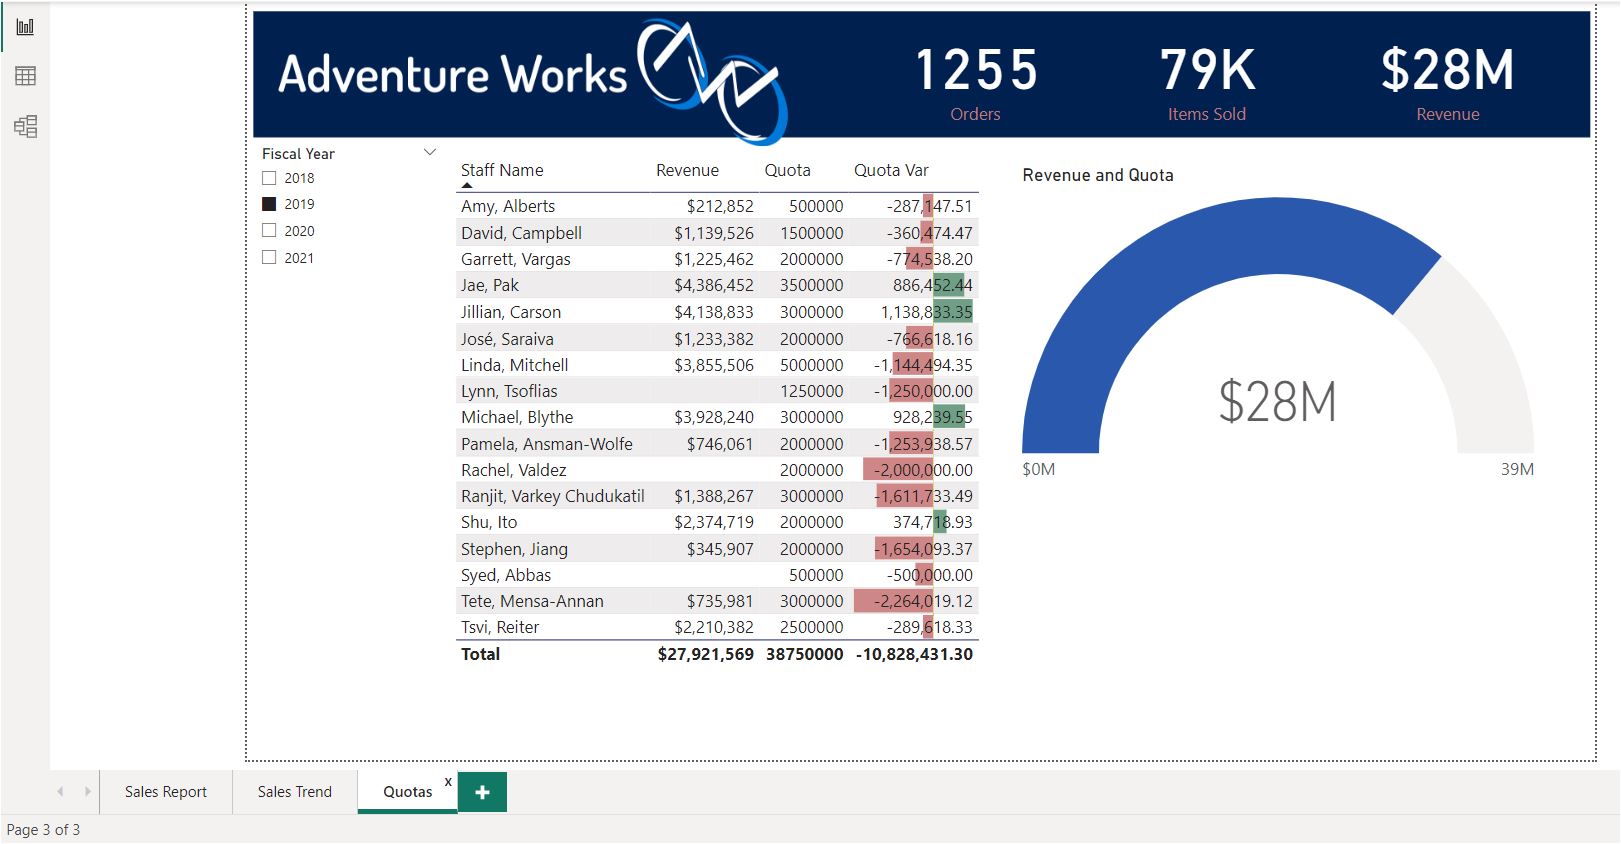 Adventure Works
1255
Orders
79K
Items Sold
$28M
Revenue
Fiscal Year
2018
2019
2020
2021
Staff Name Revenue Quota Quota Var
Amy, Alberts $212,852 500000 -287,147.51
David, Campbell $1,139,526 1500000 -360,474.47
Garrett, Vargas $1,225,462 2000000 -774,538.20
Jae, Pak $4,386,452 3500000 886,452.44
Jillian, Carson $4,138,833 3000000 1,138,833.35
José, Saraiva $1,233,382 2000000 -766,618.16
Linda, Mitchell $3,855,506 5000000 -1,144,494.35
Lynn, Tsoflias 1250000 -1,250,000.00
Michael, Blythe $3,928,240 3000000 928,239.55
Pamela, Ansman-Wolfe $746,061 2000000 -1,253,938.57
Rachel, Valdez 2000000 -2,000,000.00
Ranjit, Varkey Chudukatil $1,388,267 3000000 -1,611,733.49
Shu, Ito $2,374,719 2000000 374,718.93
Stephen, Jiang $345,907 2000000 -1,654,093.37
Syed, Abbas 500000 -500,000.00
Tete, Mensa-Annan $735,981 3000000 -2,264,019.12
Tsvi, Reiter $2,210,382 2500000 -289,618.33
Total $27,921,569 38750000 -10,828,431.30
Revenue and Quota
$28M
$0M 39M
Sales Report Sales Trend Quotas x +
Page 3 of 3